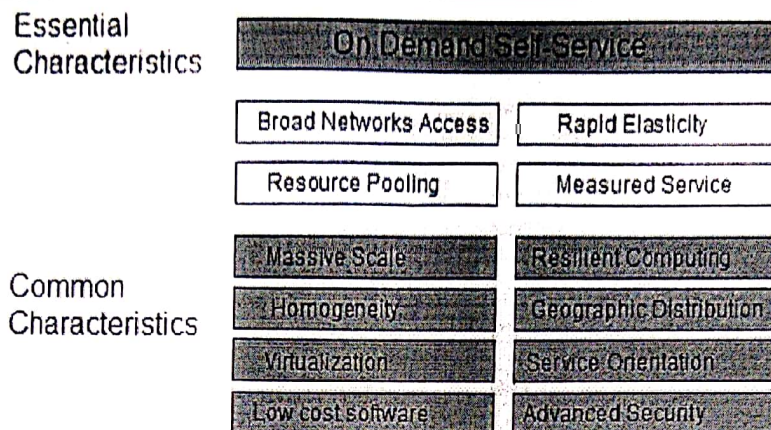 Essential
Characteristics
On Demand Self-Service
Broad Networks Access
Rapid Elasticity
Resource Pooling
Measured Service
Common
Characteristics
Massive Scale
Resilient Computing
Homogeneity
Geographic Distribution
Virtualization
Service Orientation
Low cost software
Advanced Security